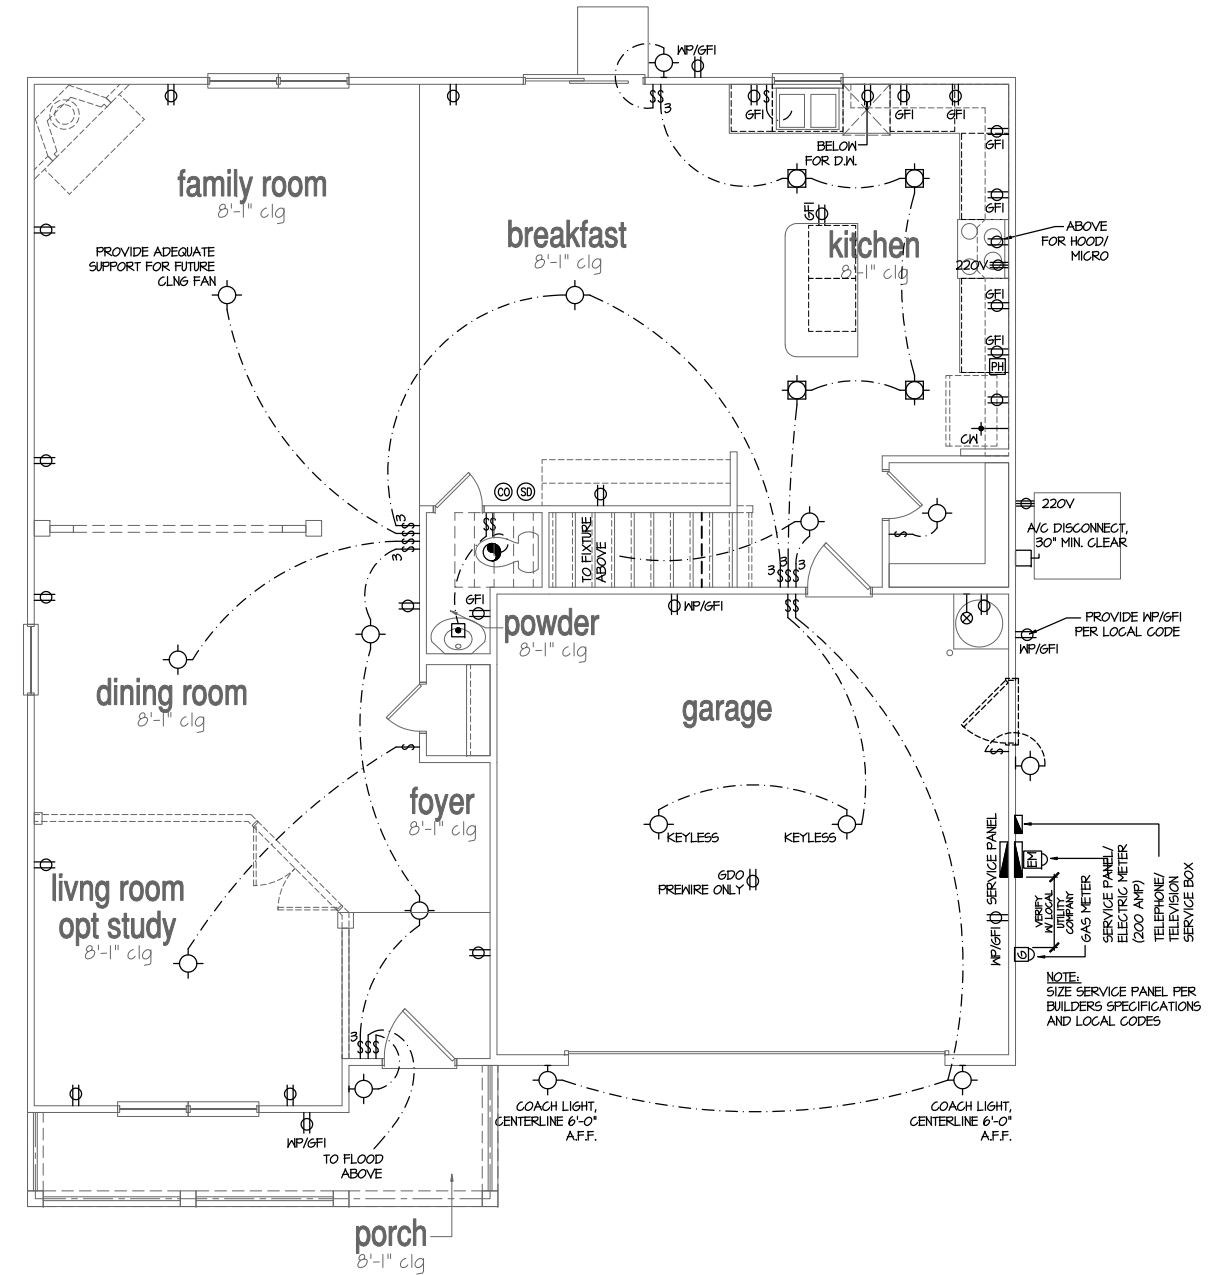 WP/GFI
GFI
GFI
GFI
3
BELOW
FOR D.W.
GFI
family room
8'-1" clg
GFI
GFI
breakfast
8'-1" clg
kitchen
8'-1" clg
ABOVE
FOR HOOD/
MICRO
220V
PROVIDE ADEQUATE
SUPPORT FOR FUTURE
CLNG FAN
GFI
GFI
PH
CW
CO
SD
220V
A/C DISCONNECT,
30" MIN. CLEAR
3
3
TO FIXTURE
ABOVE
3
3
3
GFI
WP/GFI
PROVIDE WP/GFI
PER LOCAL CODE
WP/GFI
powder
8'-1" clg
dining room
8'-1" clg
garage
foyer
8'-1" clg
KEYLESS
KEYLESS
GDO
PREWIRE ONLY
SERVICE PANEL
EM
VERIFY
W/ LOCAL
UTILITY
COMPANY
GAS METER
SERVICE PANEL/
ELECTRIC METER
(200 AMP)
TELEPHONE/
TELEVISION
SERVICE BOX
WP/GFI
G
livng room
opt study
8'-1" clg
NOTE:
SIZE SERVICE PANEL PER
BUILDERS SPECIFICATIONS
AND LOCAL CODES
3
COACH LIGHT,
CENTERLINE 6'-0"
A.F.F.
COACH LIGHT,
CENTERLINE 6'-0"
A.F.F.
WP/GFI
TO FLOOD
ABOVE
porch
8'-1" clg